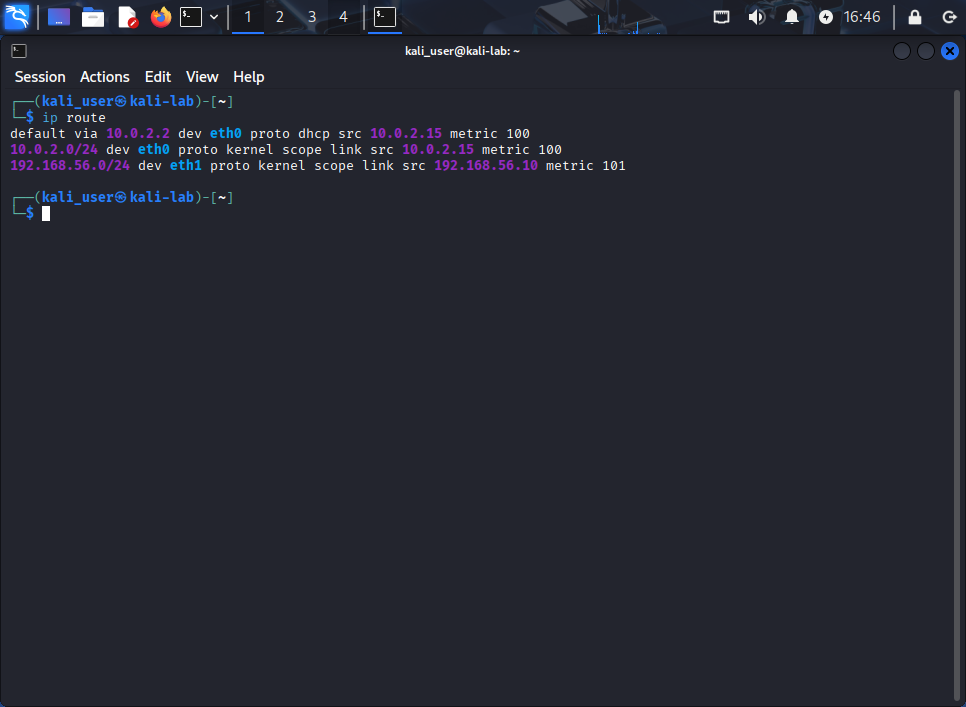 1 2 3 4 16:46
kali_user@kali-lab: ~
Session Actions Edit View Help
┌──(kali_user㉿kali-lab)-[~]
└─$ ip route
default via 10.0.2.2 dev eth0 proto dhcp src 10.0.2.15 metric 100
10.0.2.0/24 dev eth0 proto kernel scope link src 10.0.2.15 metric 100
192.168.56.0/24 dev eth1 proto kernel scope link src 192.168.56.10 metric 101
┌──(kali_user㉿kali-lab)-[~]
└─$